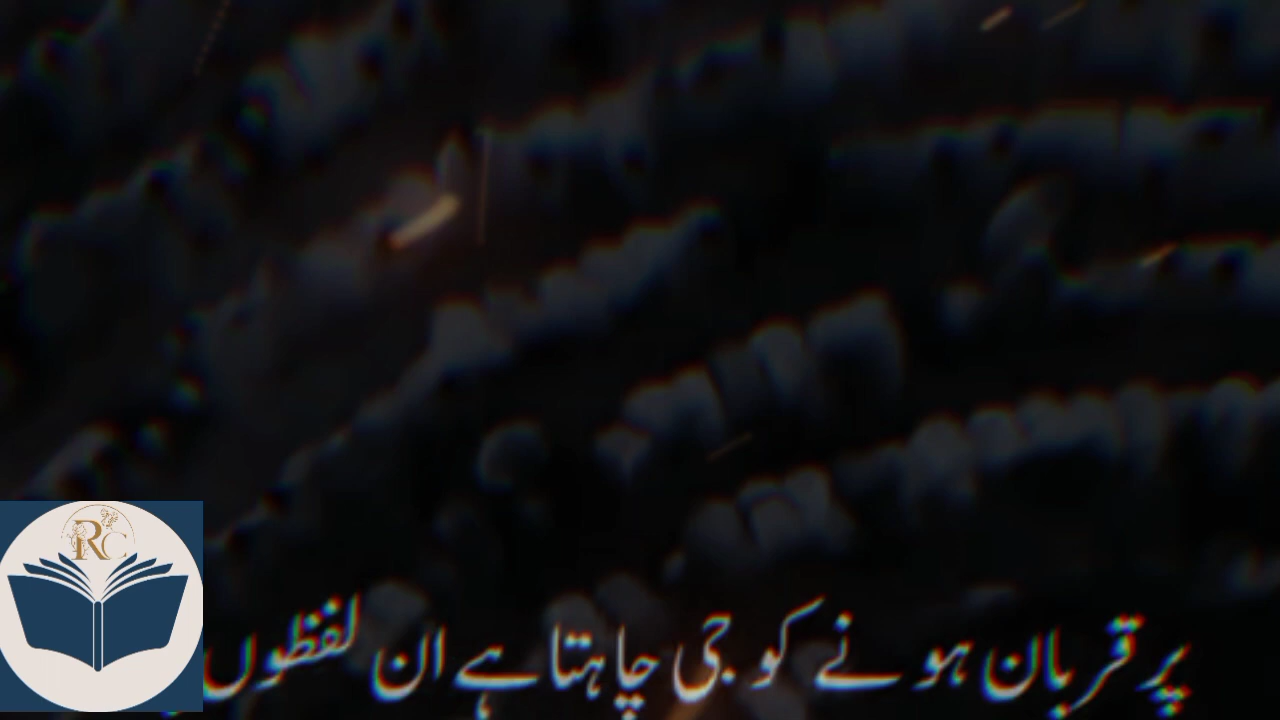 RC
پر قربان ہونے کو جی چاہتا ہے ان لفظوں